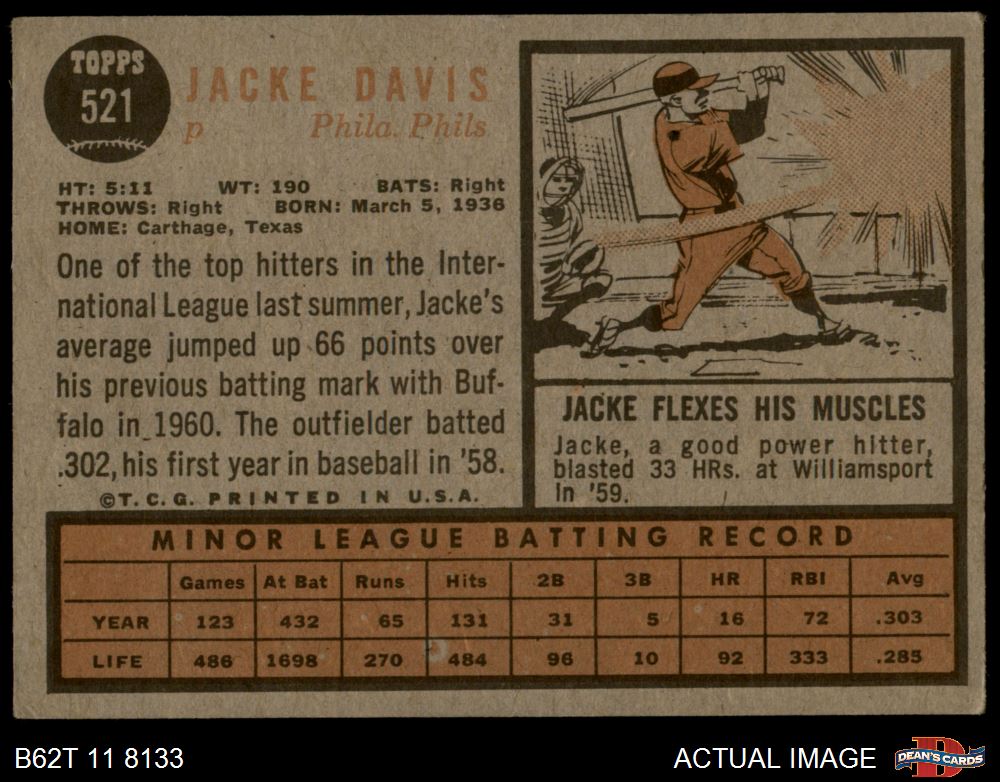 TOPPS
521
JACKE DAVIS
p Phila. Phils
HT: 5:11 WT: 190 BATS: Right
THROWS: Right BORN: March 5, 1936
HOME: Carthage, Texas
One of the top hitters in the Inter-
national League last summer, Jacke's
average jumped up 66 points over
his previous batting mark with Buf-
falo in 1960. The outfielder batted
.302, his first year in baseball in '58.
©T.C.G. PRINTED IN U.S.A.
JACKE FLEXES HIS MUSCLES
Jacke, a good power hitter,
blasted 33 HRs. at Williamsport
in '59.
MINOR LEAGUE BATTING RECORD
Games At Bat Runs Hits 2B 3B HR RBI Avg
YEAR 123 432 65 131 31 5 16 72 .303
LIFE 486 1698 270 484 96 10 92 333 .285
B62T 11 8133 ACTUAL IMAGE D DEAN'S CARDS